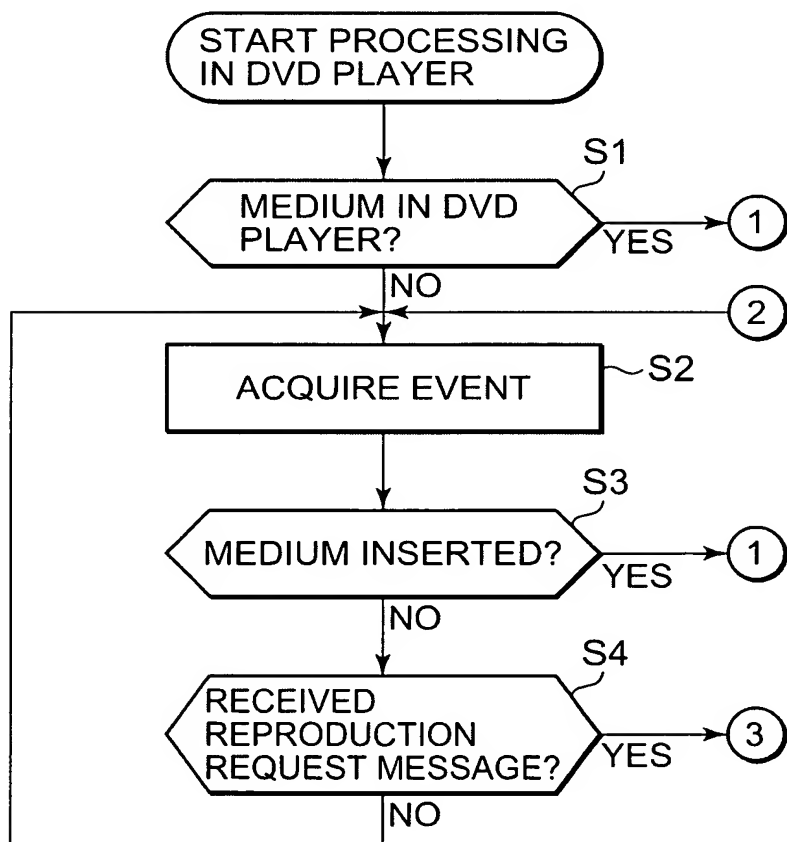 START PROCESSING
IN DVD PLAYER
S1
MEDIUM IN DVD
PLAYER?
YES
1
NO
2
ACQUIRE EVENT
S2
S3
MEDIUM INSERTED?
YES
1
NO
S4
RECEIVED
REPRODUCTION
REQUEST MESSAGE?
YES
3
NO